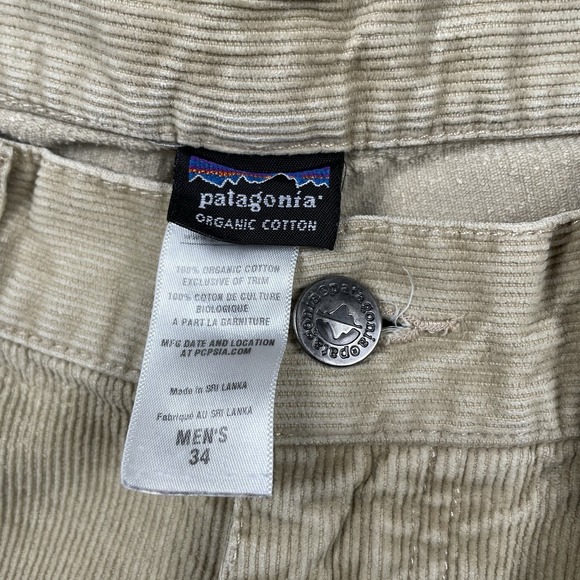 patagonia®
ORGANIC COTTON
100% ORGANIC COTTON
EXCLUSIVE OF TRIM
100% COTON DE CULTURE
BIOLOGIQUE
A PART LA GARNITURE
MFG DATE AND LOCATION
AT PCPSIA.COM
Made in SRI LANKA
Fabriqué AU SRI LANKA
MEN'S
34
patagonia